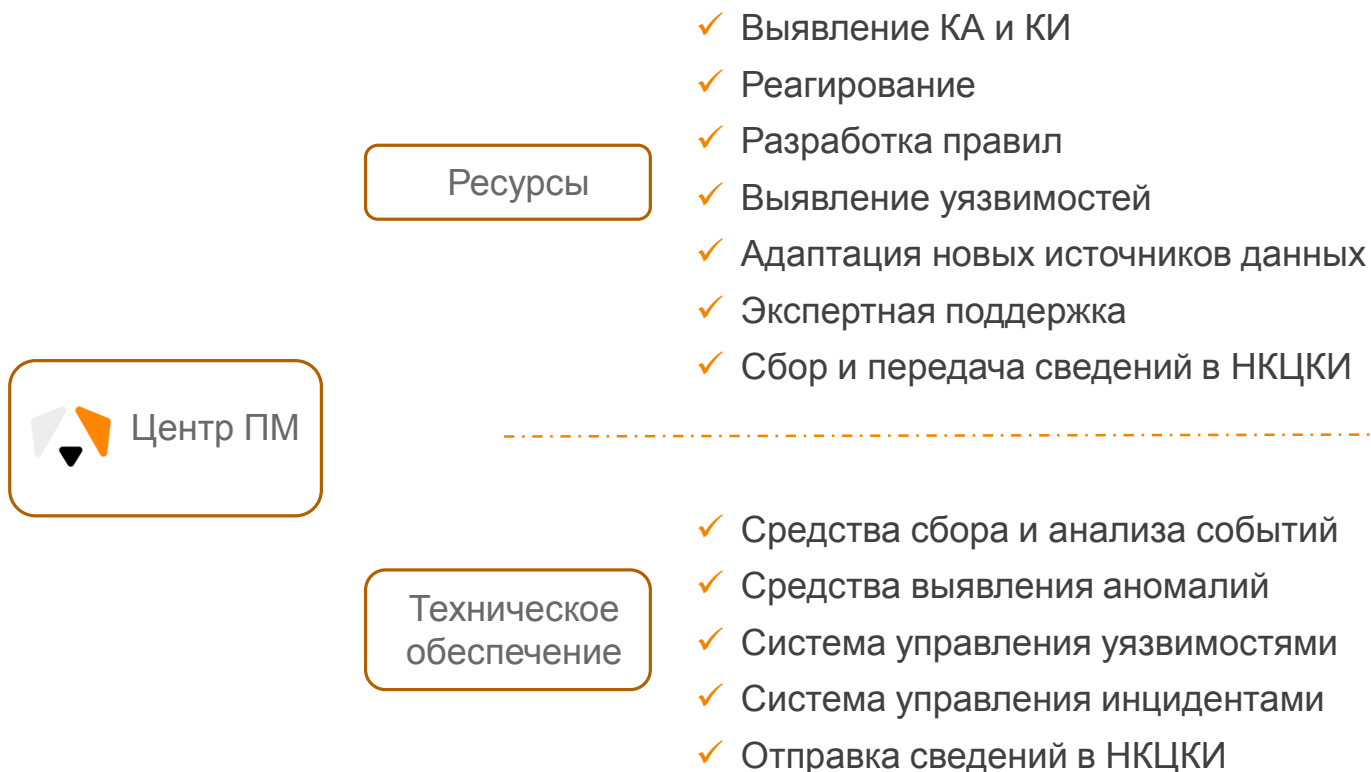 Выявление КА и КИ
Реагирование
Разработка правил
Ресурсы
Выявление уязвимостей
Адаптация новых источников данных
Экспертная поддержка
Сбор и передача сведений в НКЦКИ
Центр ПМ
Средства сбора и анализа событий
Средства выявления аномалий
Техническое
обеспечение
Система управления уязвимостями
Система управления инцидентами
Отправка сведений в НКЦКИ